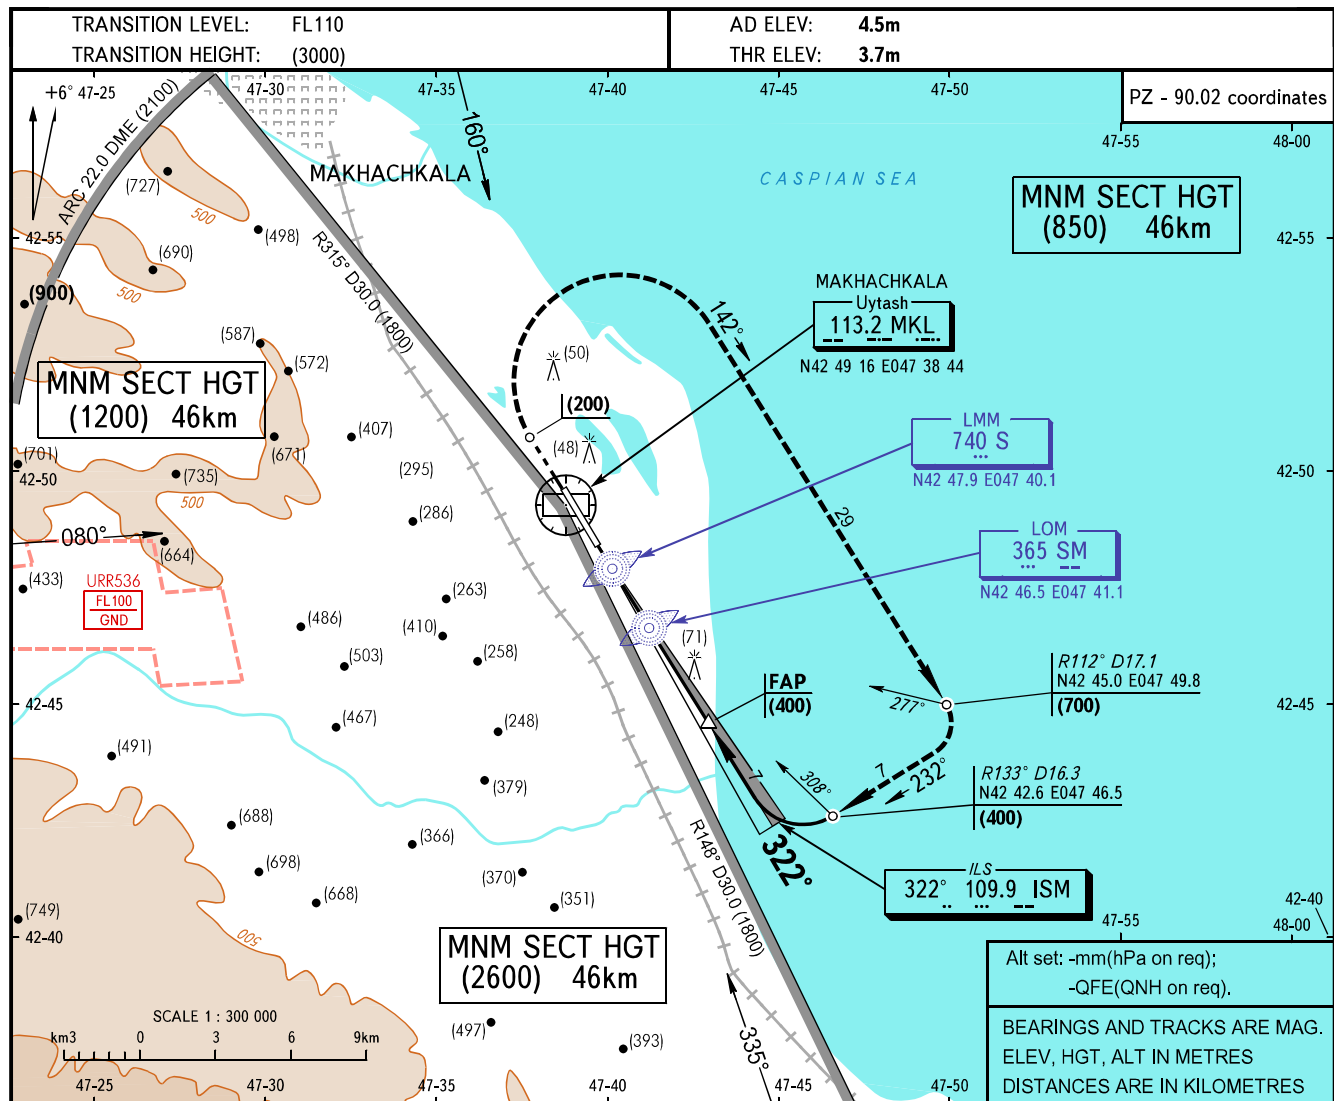 TRANSITION LEVEL: FL110
TRANSITION HEIGHT: (3000)
AD ELEV: 4.5m
THR ELEV: 3.7m
+6°
47-25
47-30
47-35
47-40
47-45
47-50
PZ - 90.02 coordinates
47-55
48-00
ARC 22.0 DME (2100)
160°
(727)
MAKHACHKALA
CASPIAN SEA
500
MNM SECT HGT
(850) 46km
42-55
(498)
42-55
(690)
R315° D30.0 (1800)
500
(900)
MAKHACHKALA
Uytash
113.2 MKL
N42 49 16 E047 38 44
142°
(587)
(50)
(572)
MNM SECT HGT
(1200) 46km
(200)
(407)
(671)
(48)
LMM
740 S
N42 47.9 E047 40.1
(701)
42-50
(735)
(295)
42-50
500
29
(286)
080°
(664)
LOM
365 SM
N42 46.5 E047 41.1
(433)
URR536
FL100
GND
(263)
(486)
(410)
(71)
(503)
(258)
R112° D17.1
N42 45.0 E047 49.8
(700)
FAP
(400)
277°
42-45
42-45
(467)
(248)
(491)
7
7
232°
308°
R133° D16.3
N42 42.6 E047 46.5
(400)
(379)
(688)
(366)
322°
(698)
(370)
ILS
322° 109.9 ISM
(668)
(351)
(749)
R148° D30.0 (1800)
42-40
47-55
48-00
42-40
500
MNM SECT HGT
(2600) 46km
Alt set: -mm(hPa on req);
-QFE(QNH on req).
SCALE 1 : 300 000
km3 0 3 6 9km
(497)
(393)
335°
BEARINGS AND TRACKS ARE MAG.
ELEV, HGT, ALT IN METRES
DISTANCES ARE IN KILOMETRES
47-25
47-30
47-35
47-40
47-45
47-50